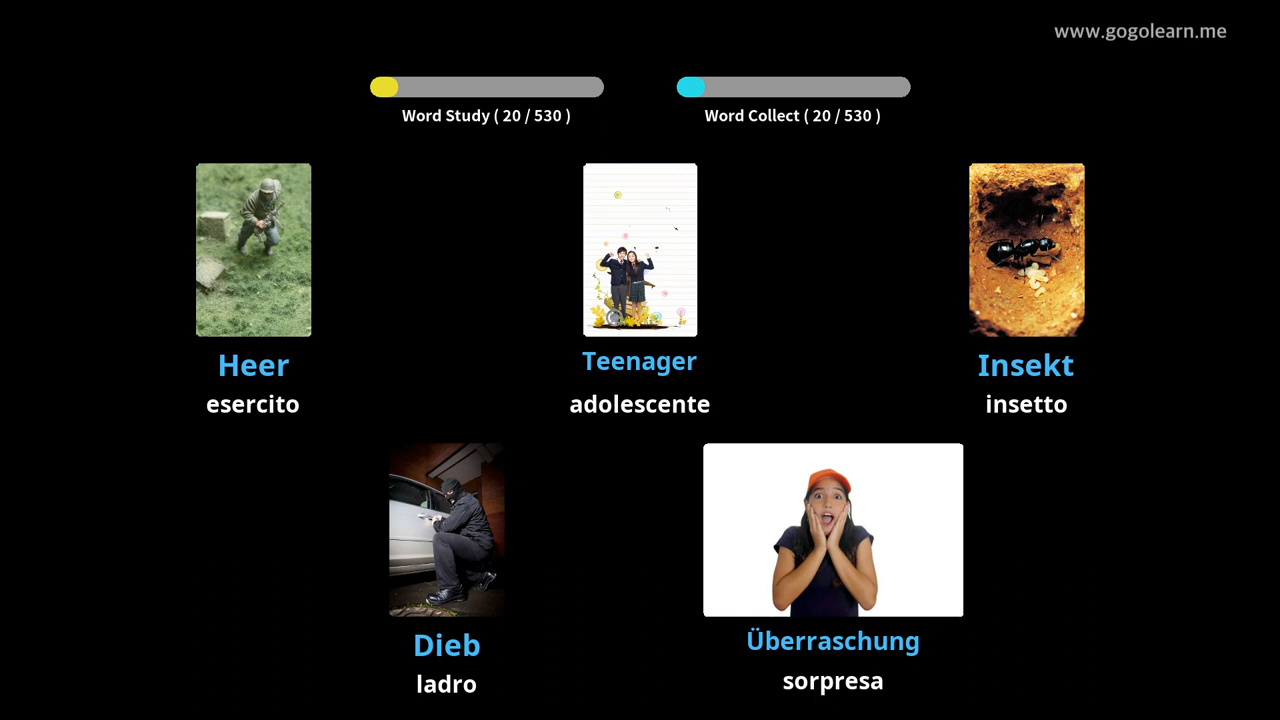 www.gogolearn.me
Word Study ( 20 / 530 )
Word Collect ( 20 / 530 )
Heer
esercito
Teenager
adolescente
Insekt
insetto
Dieb
ladro
Überraschung
sorpresa